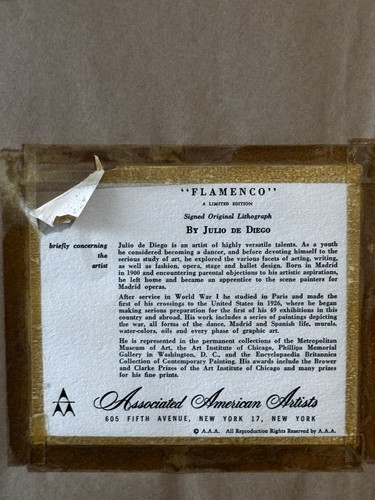 "FLAMENCO"
A LIMITED EDITION
Signed Original Lithograph
BY JULIO DE DIEGO
briefly concerning
the
artist
Julio de Diego is an artist of highly versatile talents. As a youth
he considered becoming a dancer, and before devoting himself to the
serious study of art, he explored the various facets of acting, writing,
as well as fashion, opera, stage and ballet design. Born in Madrid
in 1900 and encountering parental objections to his artistic aspirations,
he left home and became an apprentice to the scene painters for
Madrid operas.
After service in World War I he studied in Paris and made the
first of his crossings to the United States in 1926, where he began
making serious preparation for the first of his 49 exhibitions in this
country and abroad. His work includes a series of paintings depicting
the war, all forms of the dance, Madrid and Spanish life, murals,
water-colors, oils and every phase of graphic art.
He is represented in the permanent collections of the Metropolitan
Museum of Art, the Art Institute of Chicago, Phillips Memorial
Gallery in Washington, D. C., and the Encyclopaedia Britannica
Collection of Contemporary Painting. His awards include the Brower
and Clarke Prizes of the Art Institute of Chicago and many prizes
for his fine prints.
AAA
Associated American Artists
605 FIFTH AVENUE, NEW YORK 17, NEW YORK
© A.A.A. All Reproduction Rights Reserved by A.A.A.